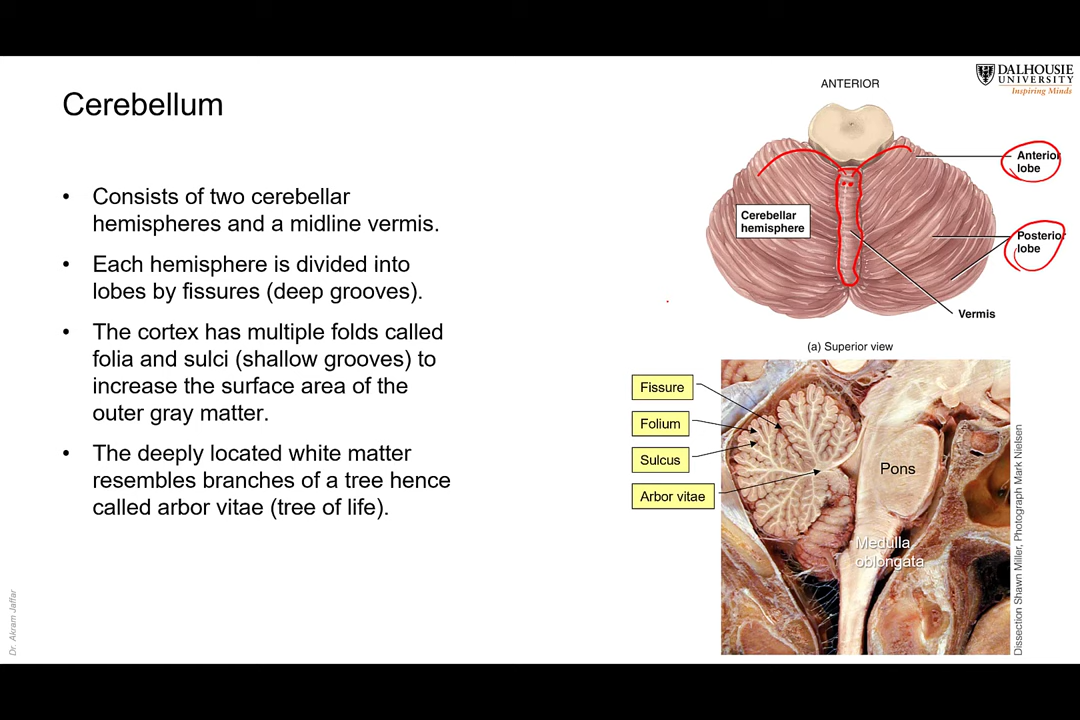 Cerebellum
• Consists of two cerebellar
hemispheres and a midline vermis.
• Each hemisphere is divided into
lobes by fissures (deep grooves).
• The cortex has multiple folds called
folia and sulci (shallow grooves) to
increase the surface area of the
outer gray matter.
• The deeply located white matter
resembles branches of a tree hence
called arbor vitae (tree of life).
Dr. Akram Jaffar
DALHOUSIE
UNIVERSITY
Inspiring Minds
ANTERIOR
Anterior
lobe
Cerebellar
hemisphere
Posterior
lobe
Vermis
(a) Superior view
Fissure
Folium
Sulcus
Arbor vitae
Pons
Medulla
oblongata
Dissection Shawn Miller, Photograph Mark Nielsen